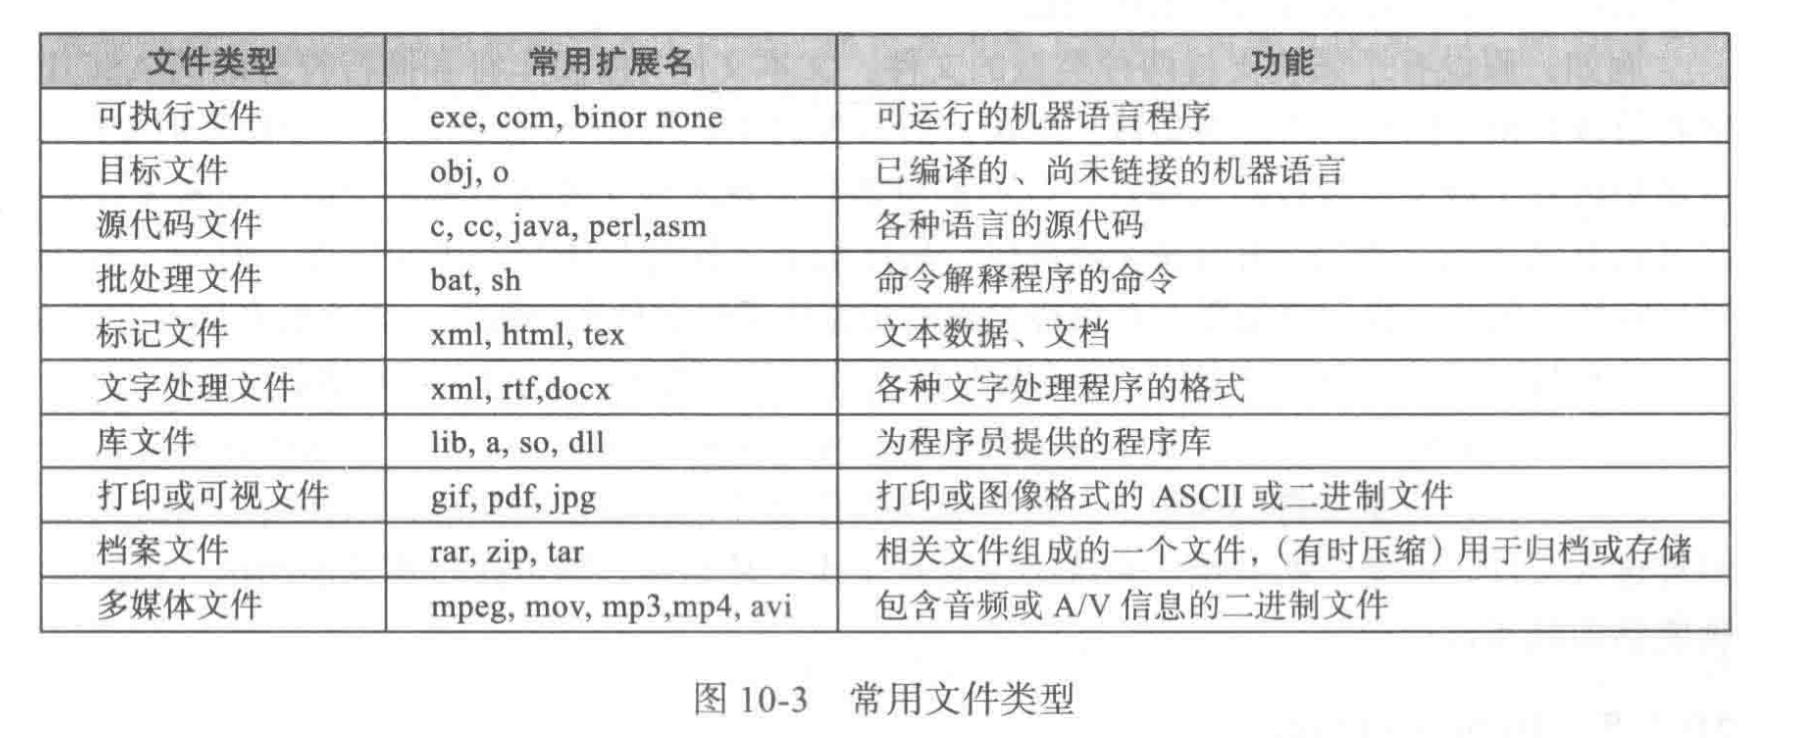 文件类型 常用扩展名 功能
可执行文件 exe, com, binor none 可运行的机器语言程序
目标文件 obj, o 已编译的、尚未链接的机器语言
源代码文件 c, cc, java, perl,asm 各种语言的源代码
批处理文件 bat, sh 命令解释程序的命令
标记文件 xml, html, tex 文本数据、文档
文字处理文件 xml, rtf,docx 各种文字处理程序的格式
库文件 lib, a, so, dll 为程序员提供的程序库
打印或可视文件 gif, pdf, jpg 打印或图像格式的 ASCII 或二进制文件
档案文件 rar, zip, tar 相关文件组成的一个文件，（有时压缩）用于归档或存储
多媒体文件 mpeg, mov, mp3,mp4, avi 包含音频或 A/V 信息的二进制文件
图 10-3 常用文件类型